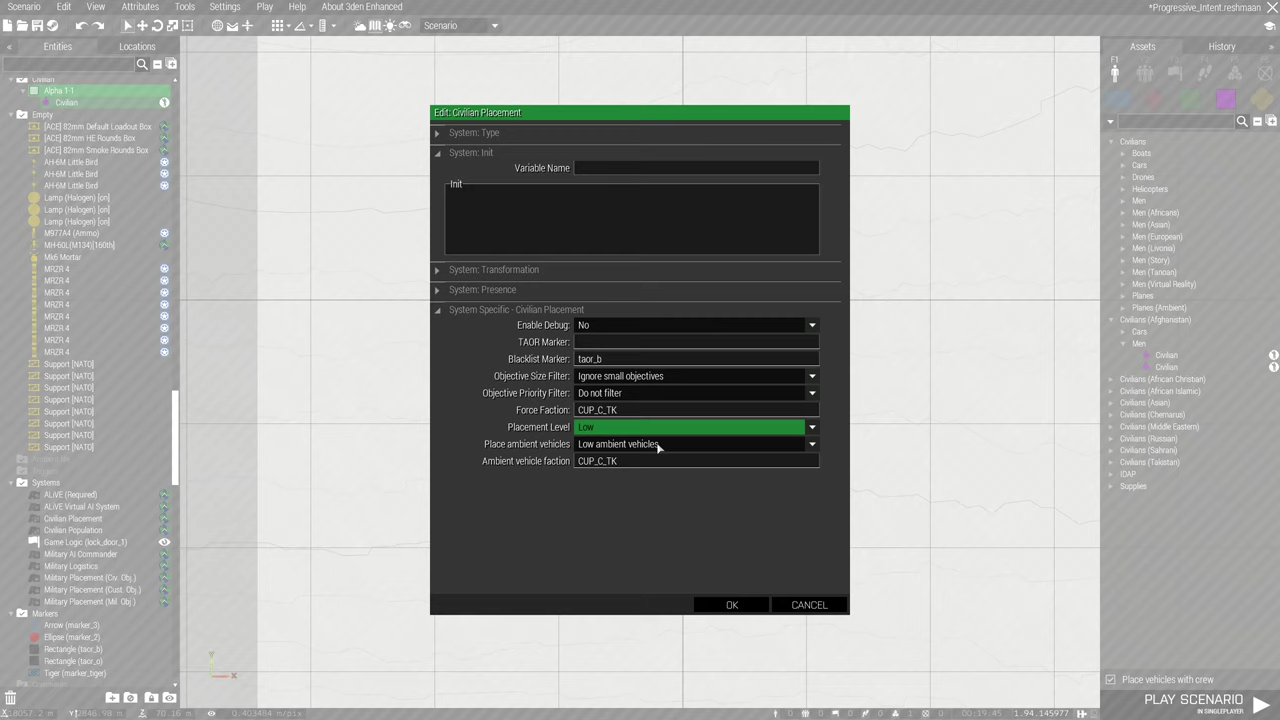 Scenario Edit View Attributes Tools Settings Play Help About 3den Enhanced *Progressive_Intent.reshmaan
Scenario
Entities Locations
Civilian
Alpha 1-1
Civilian
Empty
[ACE] 82mm Default Loadout Box
[ACE] 82mm HE Rounds Box
[ACE] 82mm Smoke Rounds Box
AH-6M Little Bird
AH-6M Little Bird
AH-6M Little Bird
Lamp (Halogen) [on]
Lamp (Halogen) [on]
Lamp (Halogen) [on]
M977A4 (Ammo)
MH-60L(M134)[160th]
Midi Mortar
MRZR 4
MRZR 4
MRZR 4
MRZR 4
MRZR 4
MRZR 4
MRZR 4
MRZR 4
Support [NATO]
Support [NATO]
Support [NATO]
Support [NATO]
Support [NATO]
Support [NATO]
Support [NATO]
Support [NATO]
Systems
ALiVE (Required)
ALiVE Virtual AI System
Civilian Placement
Civilian Population
Game Logic (lock_door_1)
Military AI Commander
Military Logistics
Military Placement (Civ. Obj.)
Military Placement (Cust. Obj.)
Military Placement (Mil. Obj.)
Markers
Arrow (marker_3)
Ellipse (marker_2)
Rectangle (taor_b)
Rectangle (taor_o)
Tiger (marker_tiger)
Edit: Civilian Placement
System: Type
System: Init
Variable Name
Init
System: Transformation
System: Presence
System Specific - Civilian Placement
Enable Debug: No
TAOR Marker:
Blacklist Marker: taor_b
Objective Size Filter: Ignore small objectives
Objective Priority Filter: Do not filter
Force Faction: CUP_C_TK
Placement Level Low
Place ambient vehicles Low ambient vehicles
Ambient vehicle faction CUP_C_TK
OK CANCEL
Assets History
F1
Civilians
Boats
Cars
Drones
Helicopters
Men
Men (Africans)
Men (Asian)
Men (European)
Men (Livonia)
Men (Story)
Men (Tanoan)
Men (Virtual Reality)
Planes
Planes (Ambient)
Civilians (Afghanistan)
Cars
Men
Civilian
Civilian
Civilians (African Christian)
Civilians (African Islamic)
Civilians (Asian)
Civilians (Chernarus)
Civilians (Middle Eastern)
Civilians (Russian)
Civilians (Sahrani)
Civilians (Takistan)
IDAP
Supplies
Place vehicles with crew
PLAY SCENARIO
IN SINGLEPLAYER
0.403484 m/pix 00:19:45 1.94.145977